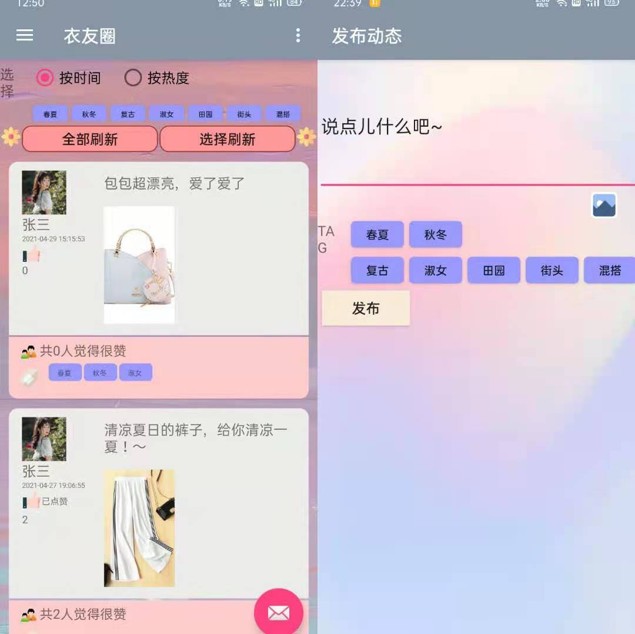 12:50
衣友圈
选择
按时间
按热度
春夏 秋冬 复古 淑女 田园 街头 混搭
全部刷新 选择刷新
张三
2021-04-29 15:15:53
0
包包超漂亮，爱了爱了
共0人觉得很赞
春夏 秋冬 淑女
张三
2021-04-27 19:06:55
已点赞
2
清凉夏日的裤子，给你清凉一
夏！~
共2人觉得很赞
22:39
发布动态
说点儿什么吧~
TA
G
春夏 秋冬
复古 淑女 田园 街头 混搭
发布